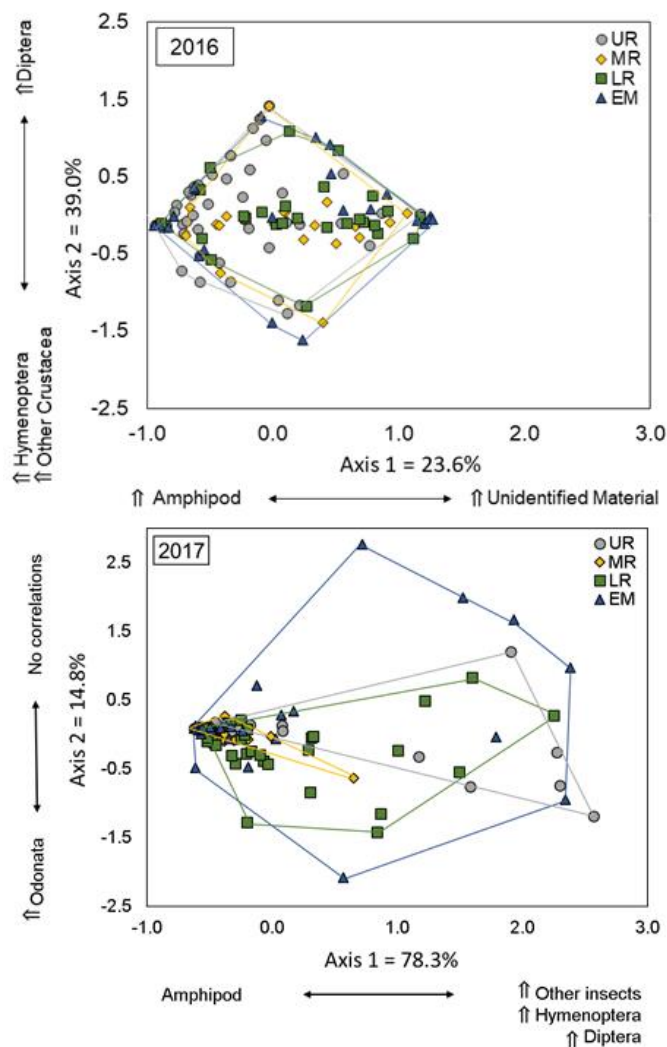 2016
UR
MR
LR
EM
2.5
1.5
0.5
-0.5
-1.5
-2.5
-1.0
0.0
1.0
2.0
3.0
Axis 2 = 39.0%
⇑Diptera
⇑Hymenoptera
⇑Other Crustacea
Axis 1 = 23.6%
⇑ Amphipod
⇑Unidentified Material
2017
UR
MR
LR
EM
2.5
1.5
0.5
-0.5
-1.5
-2.5
-1.0
0.0
1.0
2.0
3.0
Axis 2 = 14.8%
No correlations
⇑Odonata
Axis 1 = 78.3%
Amphipod
⇑ Other insects
⇑ Hymenoptera
⇑ Diptera